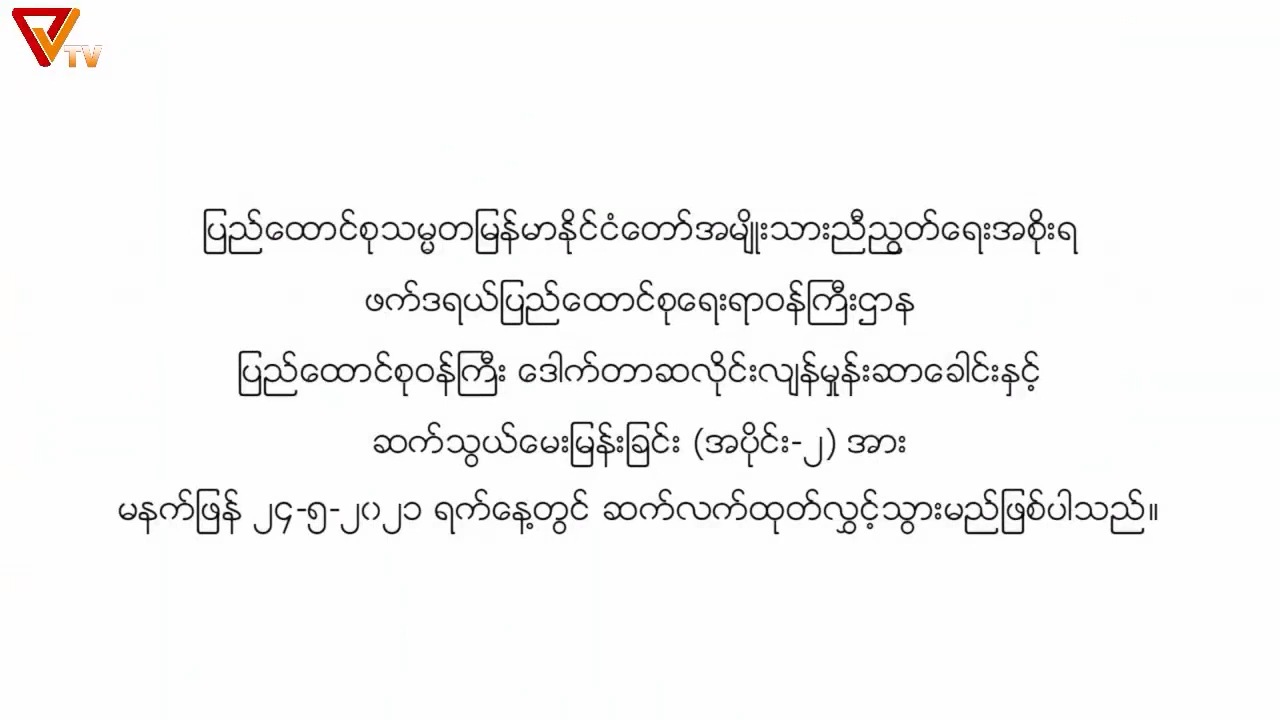 TV
ပြည်ထောင်စုသမ္မတမြန်မာနိုင်ငံတော်အမျိုးသားညီညွတ်ရေးအစိုးရ
ဖက်ဒရယ်ပြည်ထောင်စုရေးရာဝန်ကြီးဌာန
ပြည်ထောင်စုဝန်ကြီး ဒေါက်တာဆလိုင်းလျန်မှုန်းဆာခေါင်းနှင့်
ဆက်သွယ်မေးမြန်းခြင်း (အပိုင်း-၂) အား
မနက်ဖြန် ၂၄-၅-၂၀၂၁ ရက်နေ့တွင် ဆက်လက်ထုတ်လွှင့်သွားမည်ဖြစ်ပါသည်။